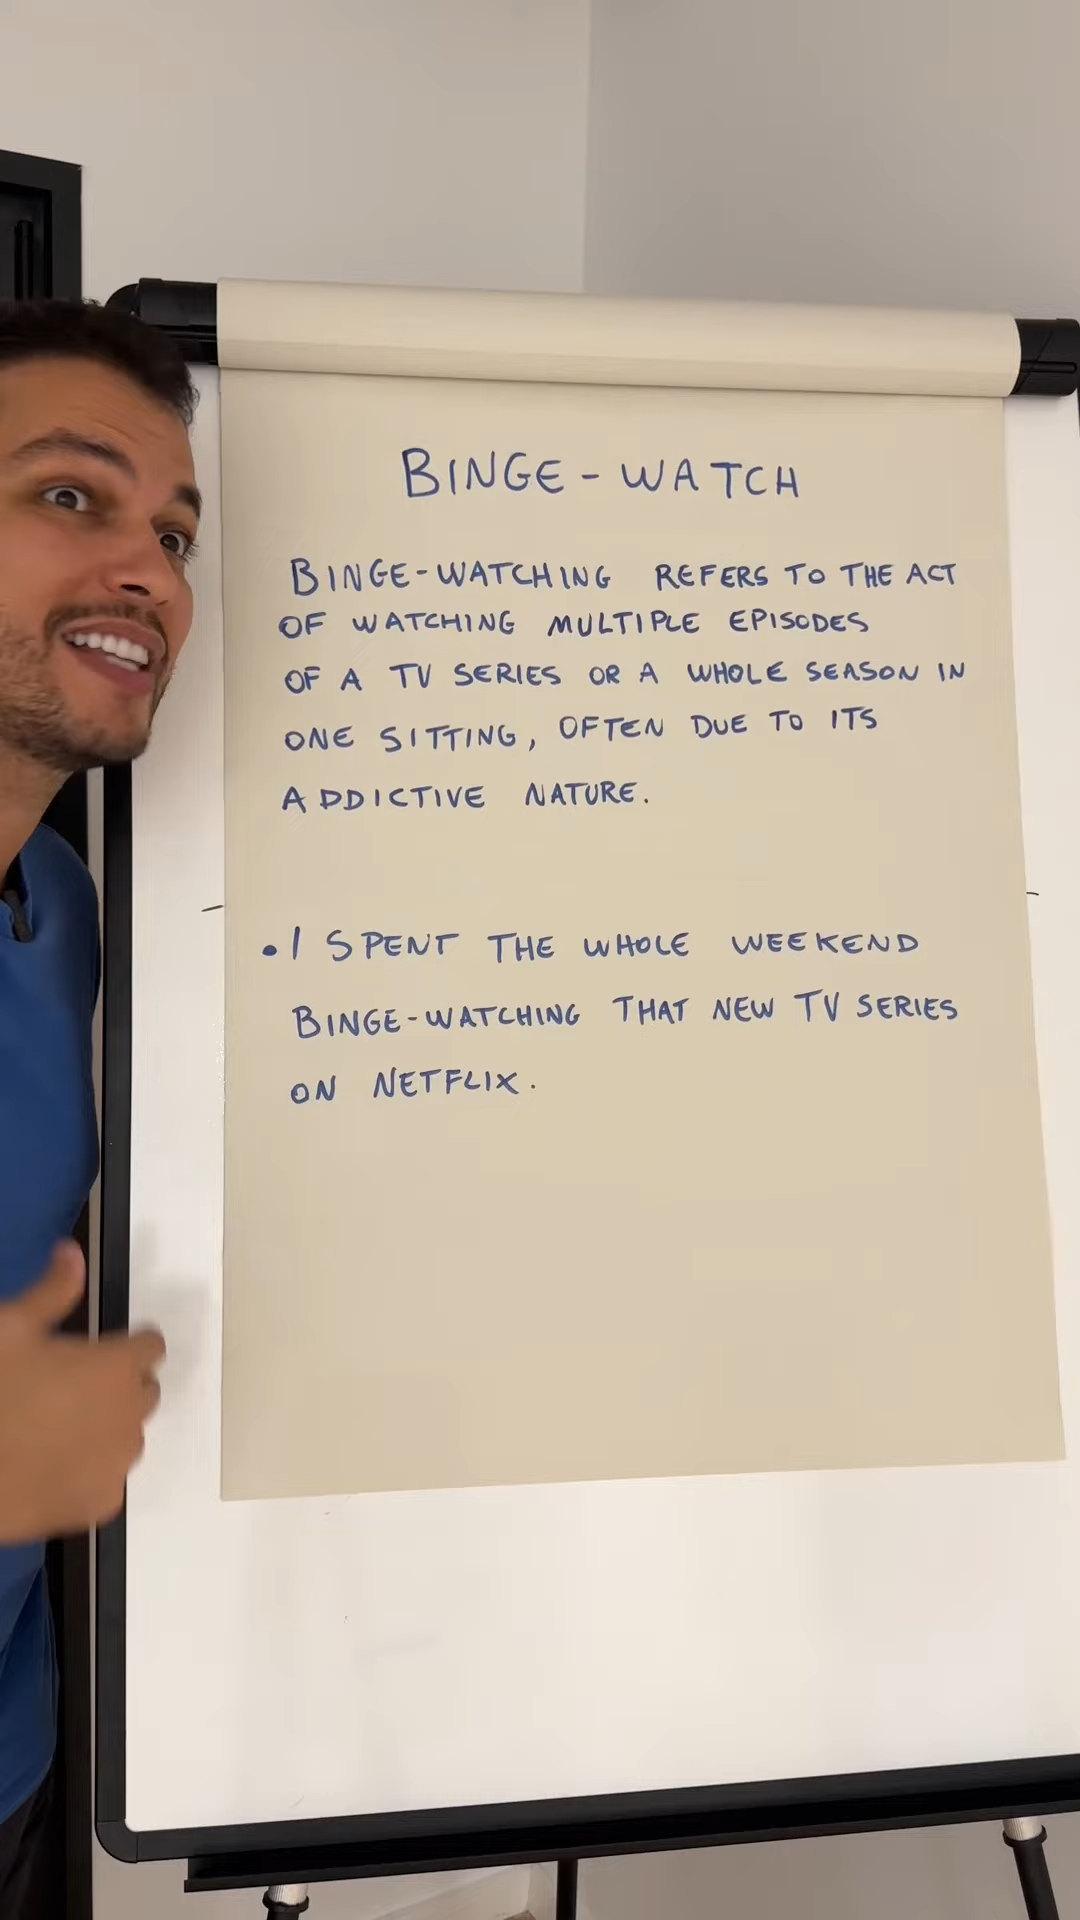 BINGE-WATCH
BINGE-WATCHING REFERS TO THE ACT
OF WATCHING MULTIPLE EPISODES
OF A TV SERIES OR A WHOLE SEASON IN
ONE SITTING, OFTEN DUE TO ITS
ADDICTIVE NATURE.
• I SPENT THE WHOLE WEEKEND
BINGE-WATCHING THAT NEW TV SERIES
ON NETFLIX.